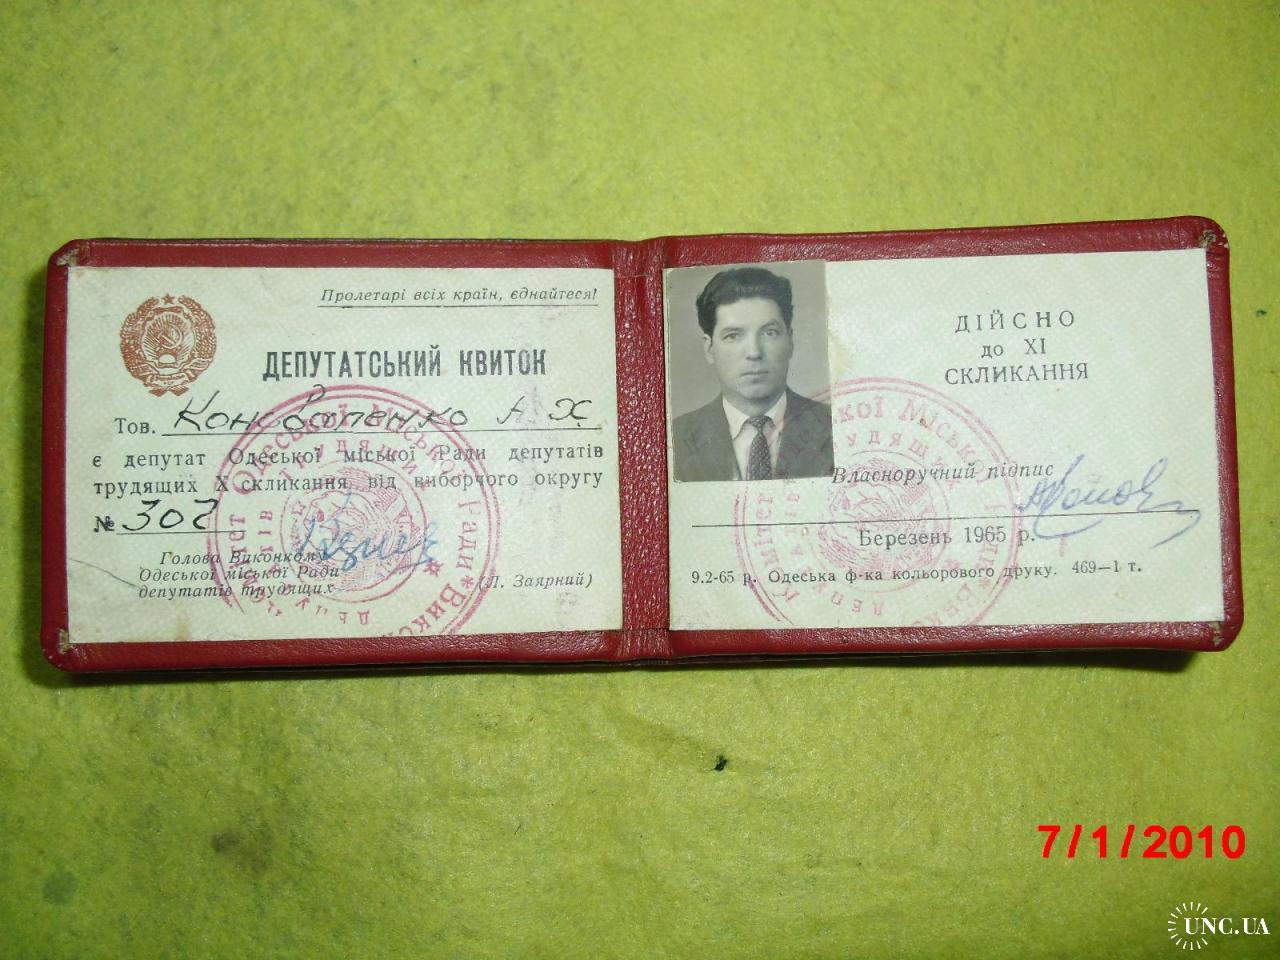 Пролетарі всіх країн, єднайтеся!
ДЕПУТАТСЬКИЙ КВИТОК
Тов. Коноваленко А Х
є депутат Одеської міської Ради депутатів
трудящих X скликання від виборчого округу
№ 302
Голова Виконкому
Одеської міської Ради
депутатів трудящих
(Л. Заярний)
ДІЙСНО
до XI
СКЛИКАННЯ
Власноручний підпис
Березень 1965 р.
9.2-65 р. Одеська ф-ка кольорового друку. 469—1 т.
7/1/2010
UNC.UA